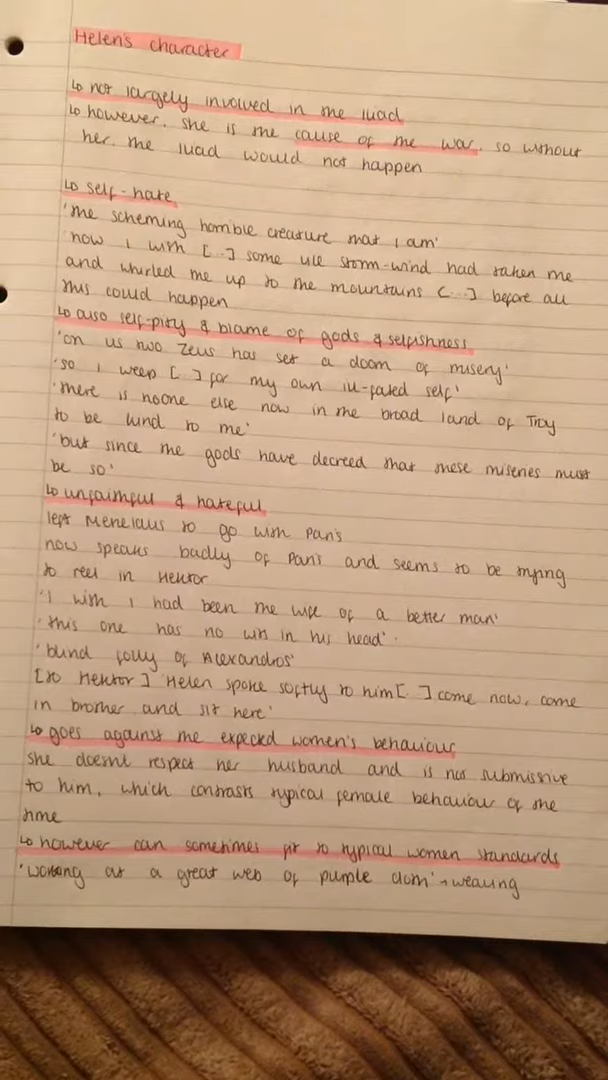 Helen's character
↳ not largely involved in the Iliad
↳ however, she is the cause of the war, so without
her, the Iliad would not happen
↳ self-hate
'the scheming horrible creature that I am'
'now I wish [...] some vile storm-wind had taken me
and whirled me up to the mountains [...] before all
this could happen
↳ also self-pity & blame of gods & selfishness
'on us two Zeus has set a doom of misery'
'so I weep [ ] for my own ill-fated self'
'there is noone else now in the broad land of Troy
to be kind to me'
'but since the gods have decreed that these miseries must
be so'
↳ unfaithful & hateful
left Menelaus to go with Paris
now speaks badly of Paris and seems to be trying
to reel in Hektor
'I wish I had been the wife of a better man'
'this one has no wits in his head'.
'blind folly of Alexandros'
[to Hektor] Helen spoke softly to him [ ] come now, come
in brother and sit here'
↳ goes against the expected women's behaviour
she doesn't respect her husband and is not submissive
to him, which contrasts typical female behaviour of the
time
↳ however can sometimes fit to typical women standards
'working at a great web of purple cloth' → weaving